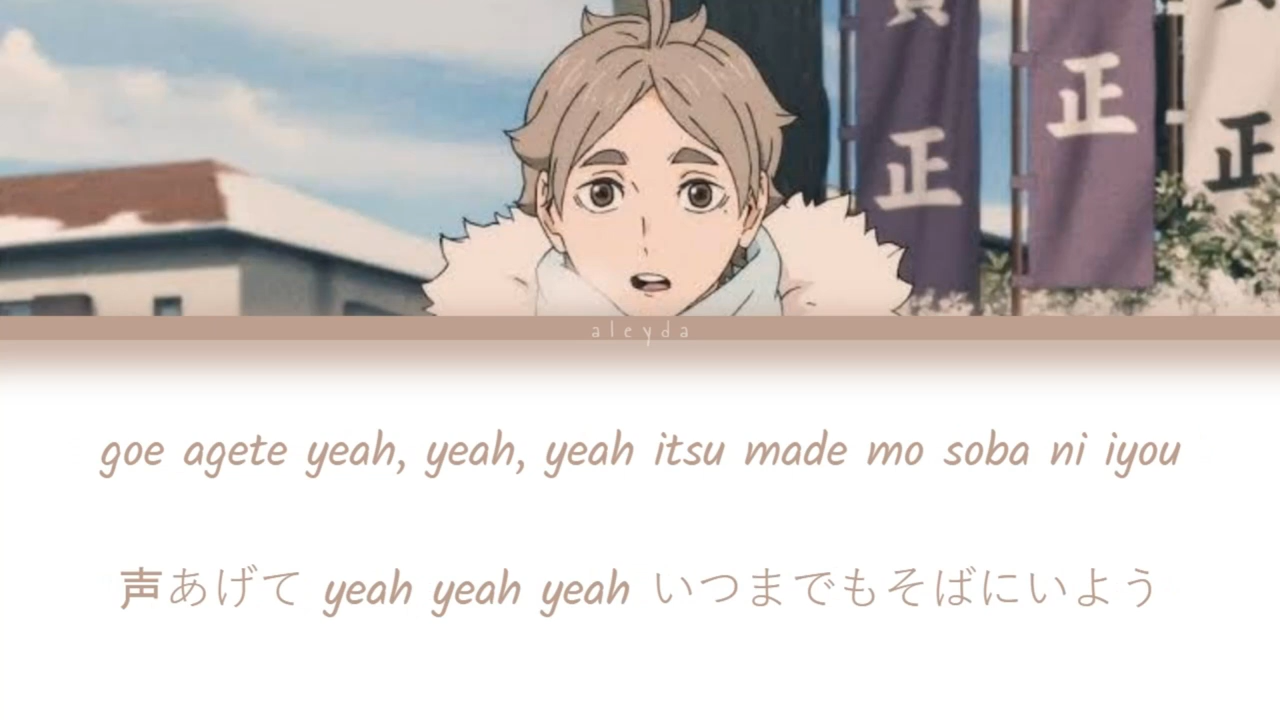 正
正
正
aleyda
goe agete yeah, yeah, yeah itsu made mo soba ni iyou
声あげて yeah yeah yeah いつまでもそばにいよう